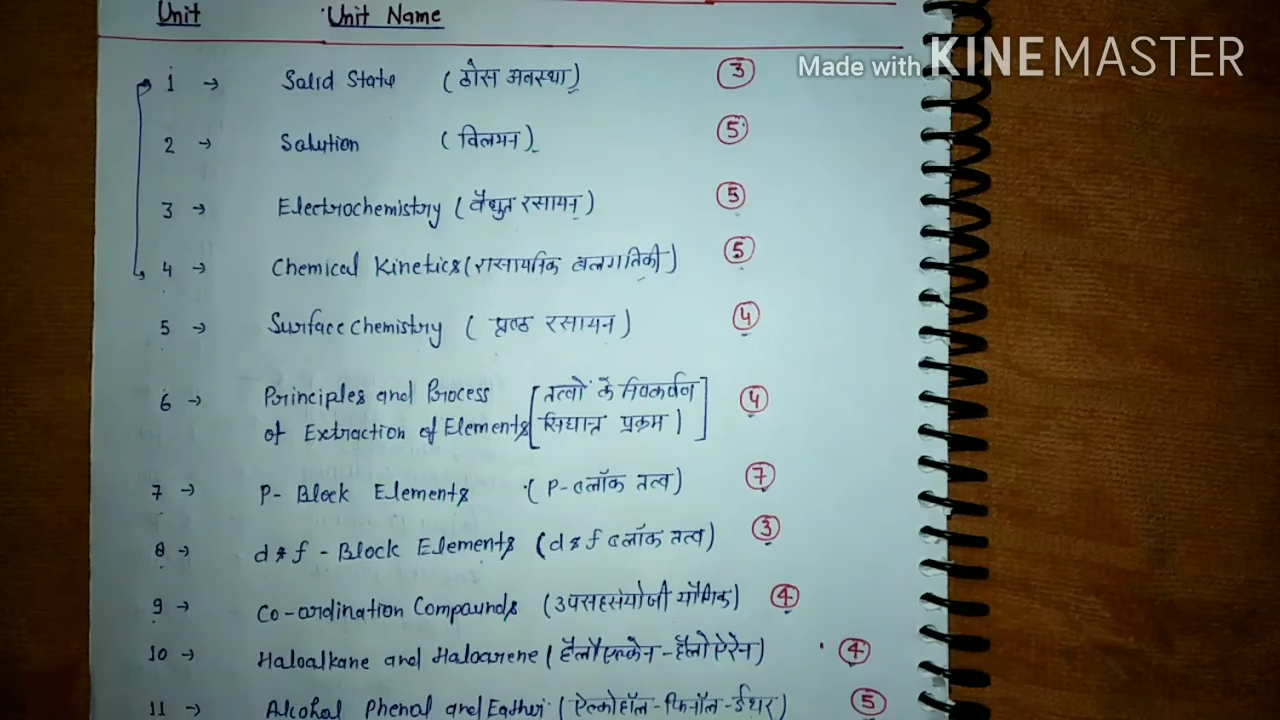 Unit Unit Name
Made with KINEMASTER
1 → Solid State (ठोस अवस्था) 3
2 → Solution (विलयन) 5
3 → Electrochemistry (वैधुत रसायन) 5
4 → Chemical Kinetics (रासायनिक बलगतिकी) 5
5 → Surface Chemistry (पृष्ठ रसायन) 4
6 → Principles and Process [तत्वों के निष्कर्षण] 4
of Extraction of Elements [सिधान्त प्रक्रम]
7 → P- Block Elements (P-ब्लॉक तत्व) 7
8 → d & f - Block Elements (d & f ब्लॉक तत्व) 3
9 → Co-ordination Compounds (उपसहसंयोजी यौगिक) 4
10 → Haloalkane and Haloarene (हैलौएल्केन-हैलोऐरेन) 4
11 → Alcohal Phenal and Eather (ऐल्कोहॉल-फिनॉल-ईथर) 5